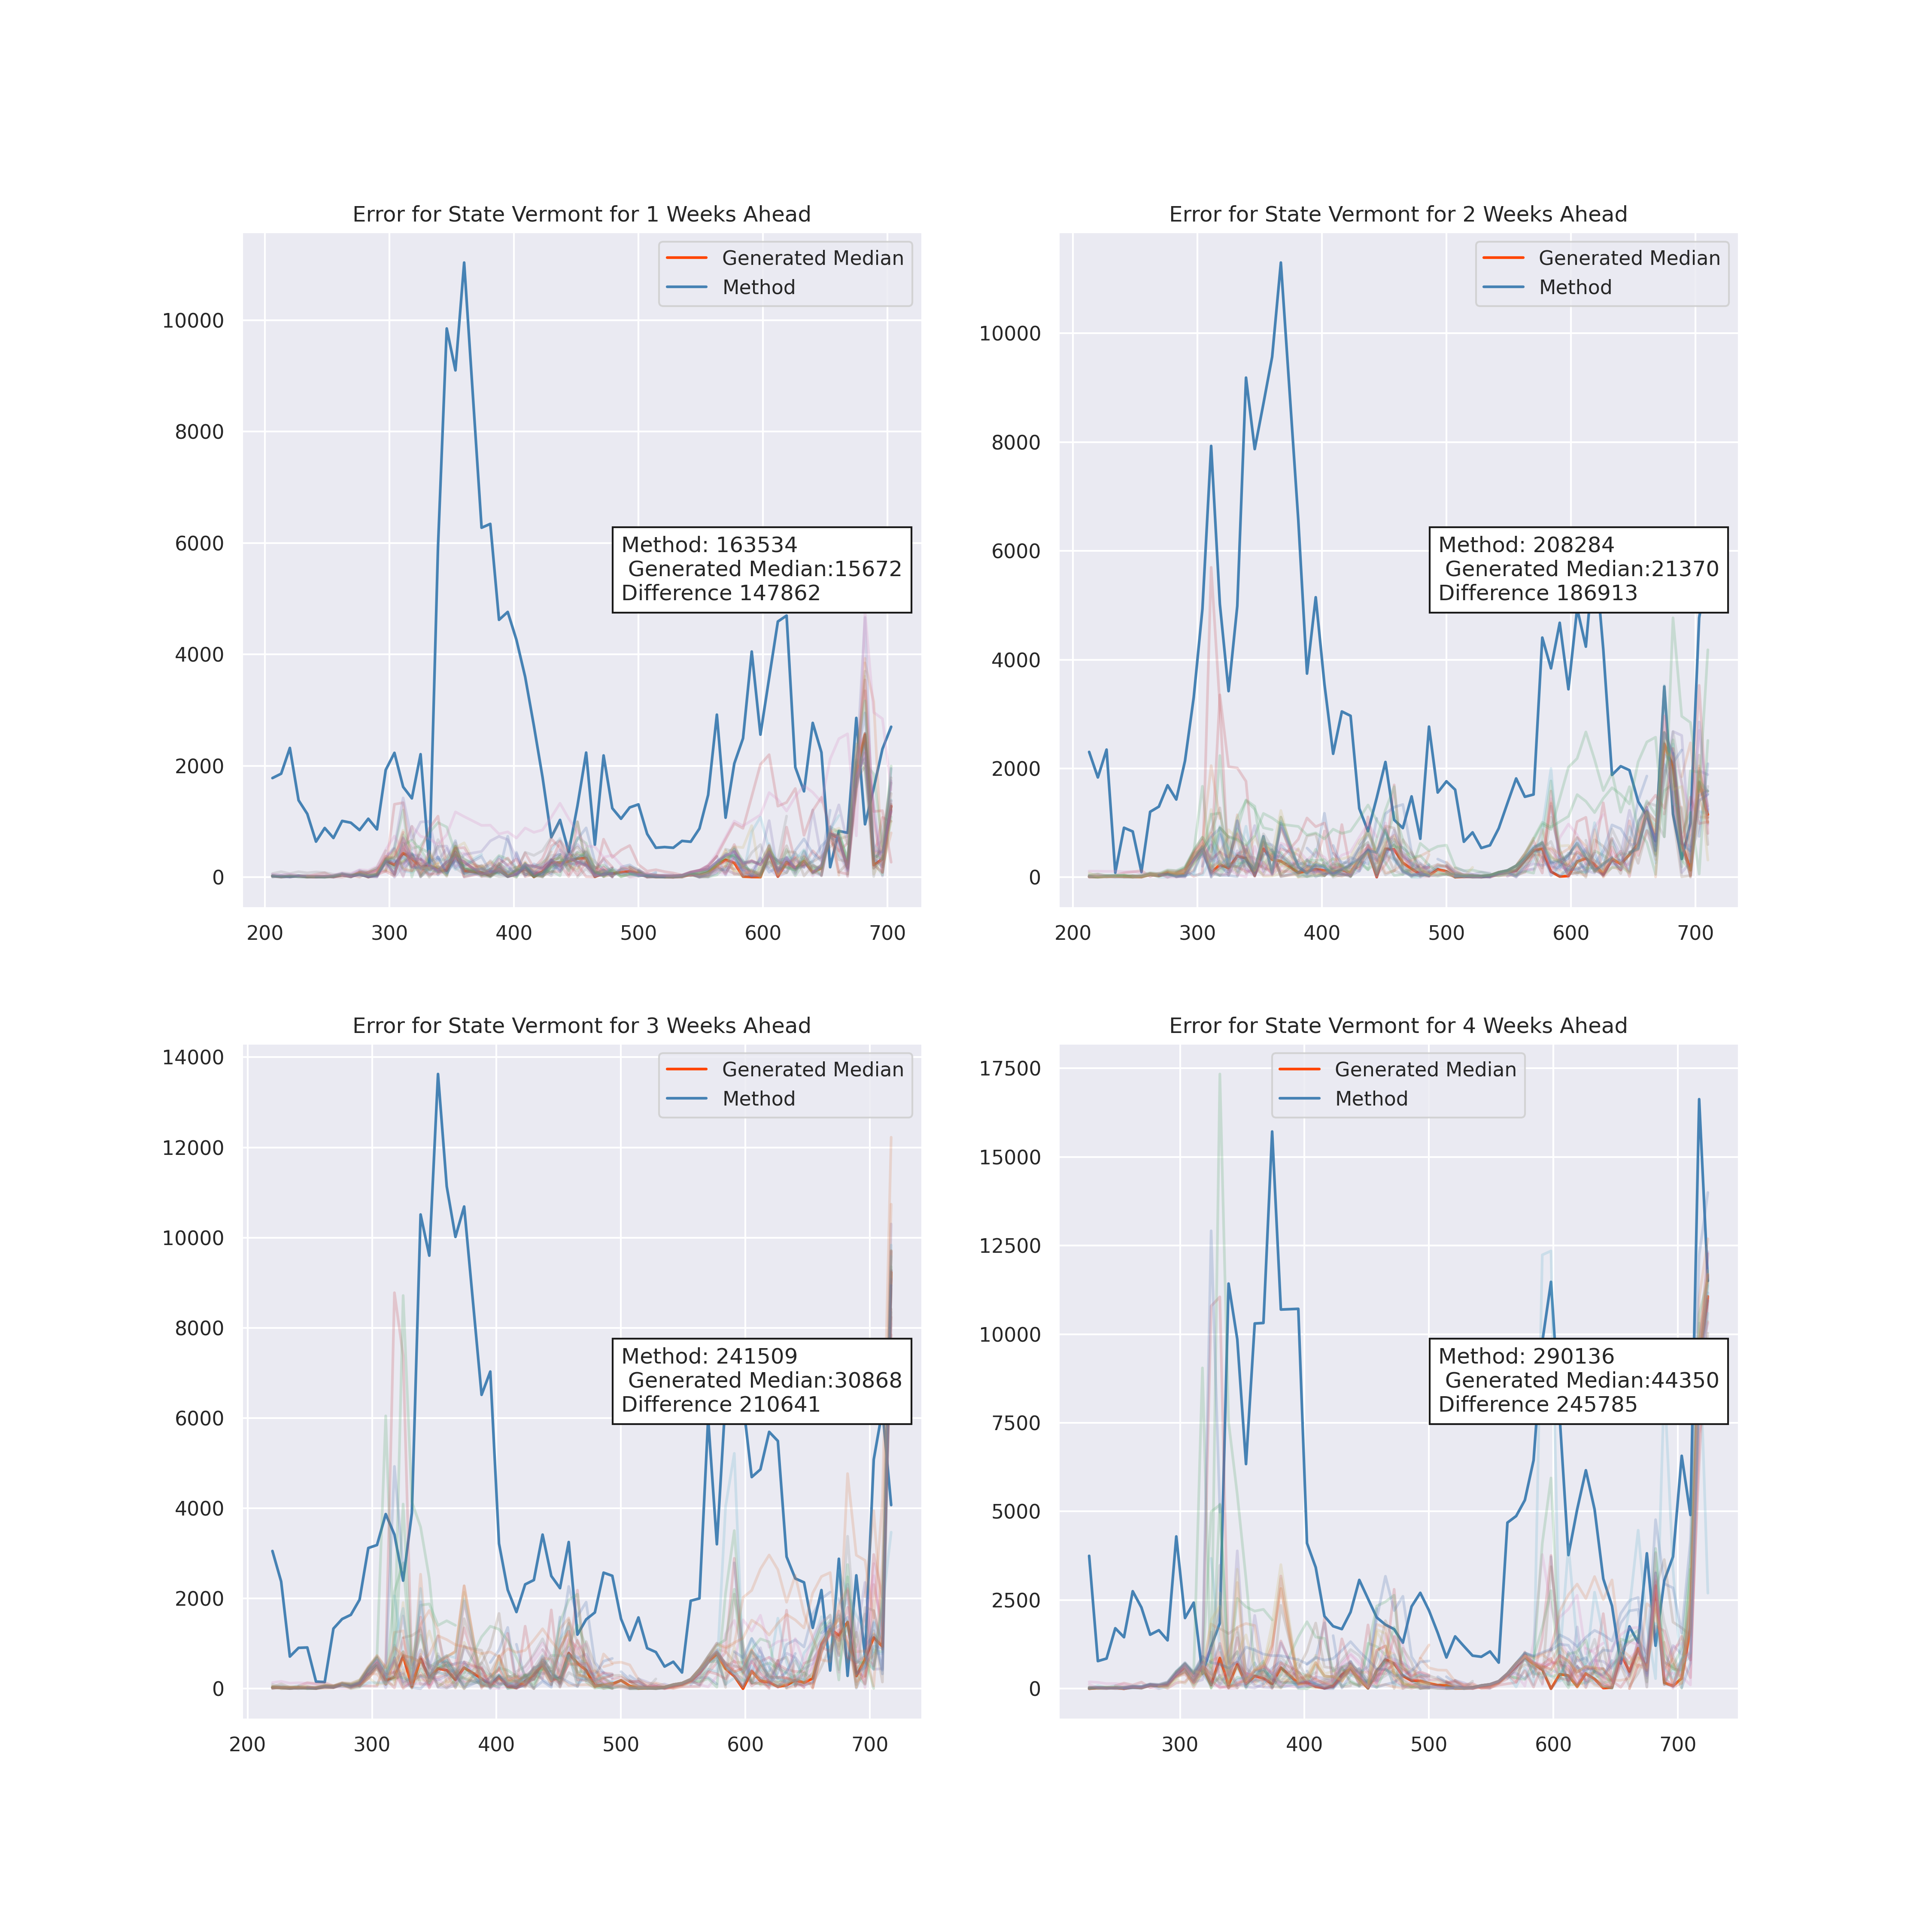 Error for State Vermont for 1 Weeks Ahead
Generated Median
Method
10000
8000
6000
4000
2000
0
Method: 163534
Generated Median:15672
Difference 147862
200 300 400 500 600 700
Error for State Vermont for 2 Weeks Ahead
Generated Median
Method
10000
8000
6000
4000
2000
0
Method: 208284
Generated Median:21370
Difference 186913
200 300 400 500 600 700
Error for State Vermont for 3 Weeks Ahead
Generated Median
Method
14000
12000
10000
8000
6000
4000
2000
0
Method: 241509
Generated Median:30868
Difference 210641
200 300 400 500 600 700
Error for State Vermont for 4 Weeks Ahead
Generated Median
Method
17500
15000
12500
10000
7500
5000
2500
0
Method: 290136
Generated Median:44350
Difference 245785
300 400 500 600 700